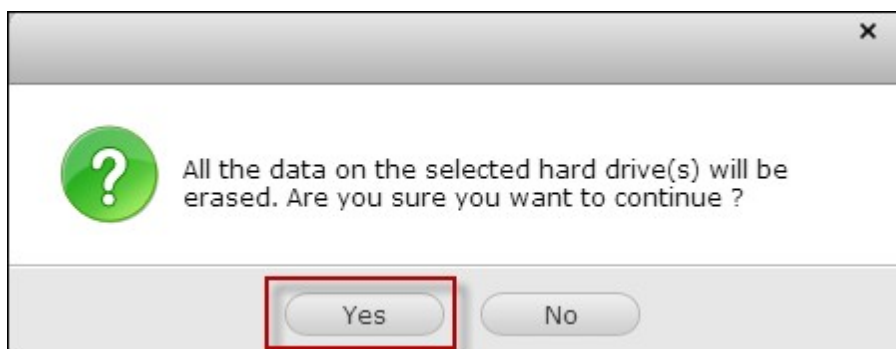 All the data on the selected hard drive(s) will be
erased. Are you sure you want to continue ?
Yes No